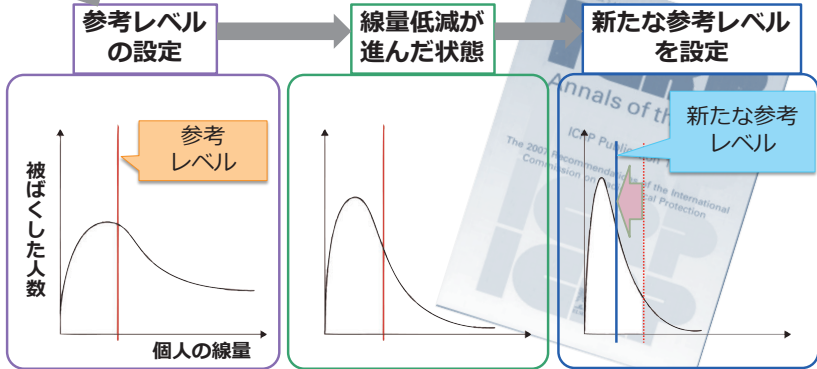 参考レベル
の設定
線量低減が
進んだ状態
新たな参考レベル
を設定
参考
レベル
被ばくした人数
個人の線量
新たな参考
レベル
Annals of the
ICRP Publication
The 2007 Recommendations of the International
Commission on Radiological Protection
ICRP
ICRP